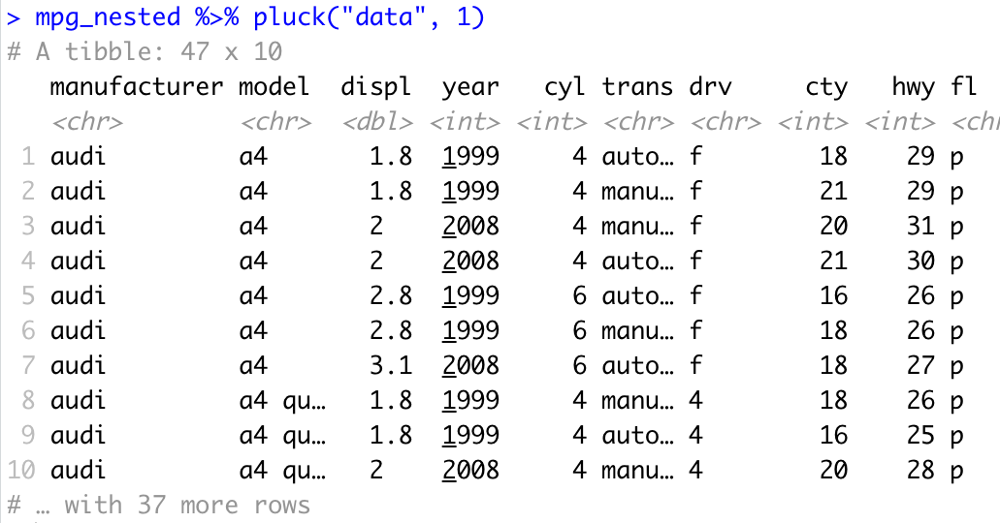 > mpg_nested %>% pluck("data", 1)
# A tibble: 47 x 10
   manufacturer model  displ  year   cyl trans drv     cty   hwy fl
   <chr>        <chr>  <dbl> <int> <int> <chr> <chr> <int> <int> <chr
 1 audi         a4       1.8  1999     4 auto… f        18    29 p
 2 audi         a4       1.8  1999     4 manu… f        21    29 p
 3 audi         a4       2    2008     4 manu… f        20    31 p
 4 audi         a4       2    2008     4 auto… f        21    30 p
 5 audi         a4       2.8  1999     6 auto… f        16    26 p
 6 audi         a4       2.8  1999     6 manu… f        18    26 p
 7 audi         a4       3.1  2008     6 auto… f        18    27 p
 8 audi         a4 qu…   1.8  1999     4 manu… 4        18    26 p
 9 audi         a4 qu…   1.8  1999     4 auto… 4        16    25 p
10 audi         a4 qu…   2    2008     4 manu… 4        20    28 p
# … with 37 more rows